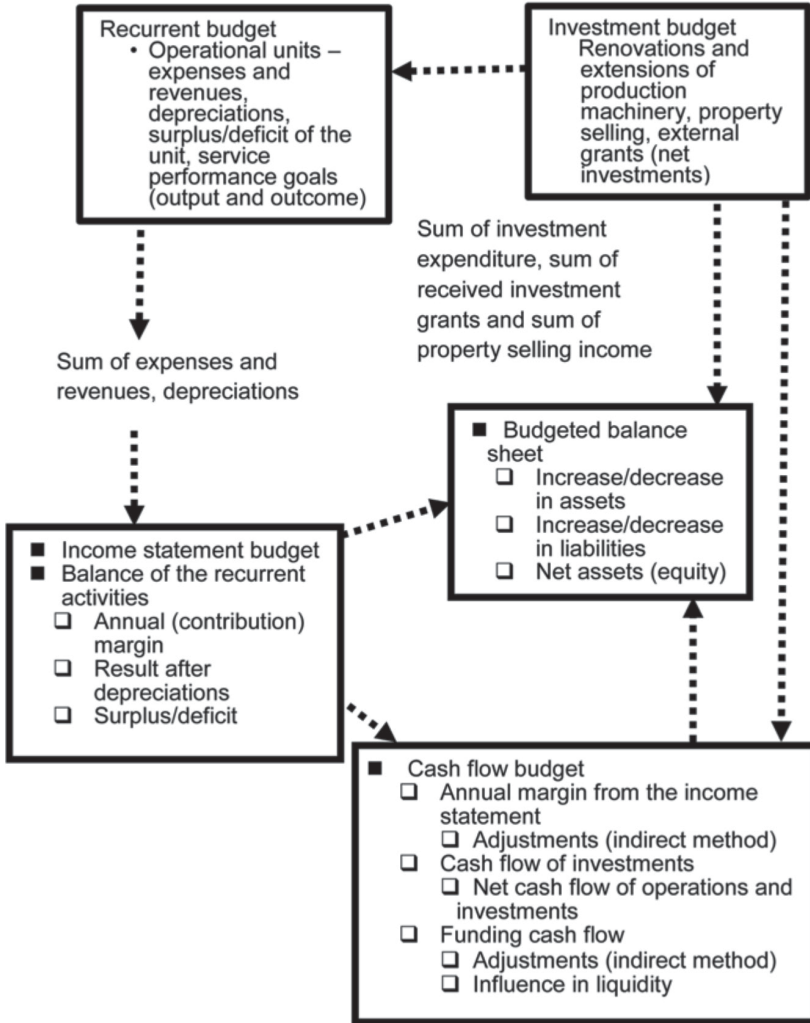 Recurrent budget
• Operational units –
expenses and
revenues,
depreciations,
surplus/deficit of the
unit, service
performance goals
(output and outcome)
Investment budget
Renovations and
extensions of
production
machinery, property
selling, external
grants (net
investments)
Sum of investment
expenditure, sum of
received investment
grants and sum of
property selling income
Sum of expenses and
revenues, depreciations
■ Budgeted balance
sheet
❑ Increase/decrease
in assets
❑ Increase/decrease
in liabilities
❑ Net assets (equity)
■ Income statement budget
■ Balance of the recurrent
activities
❑ Annual (contribution)
margin
❑ Result after
depreciations
❑ Surplus/deficit
■ Cash flow budget
❑ Annual margin from the income
statement
❑ Adjustments (indirect method)
❑ Cash flow of investments
❑ Net cash flow of operations and
investments
❑ Funding cash flow
❑ Adjustments (indirect method)
❑ Influence in liquidity